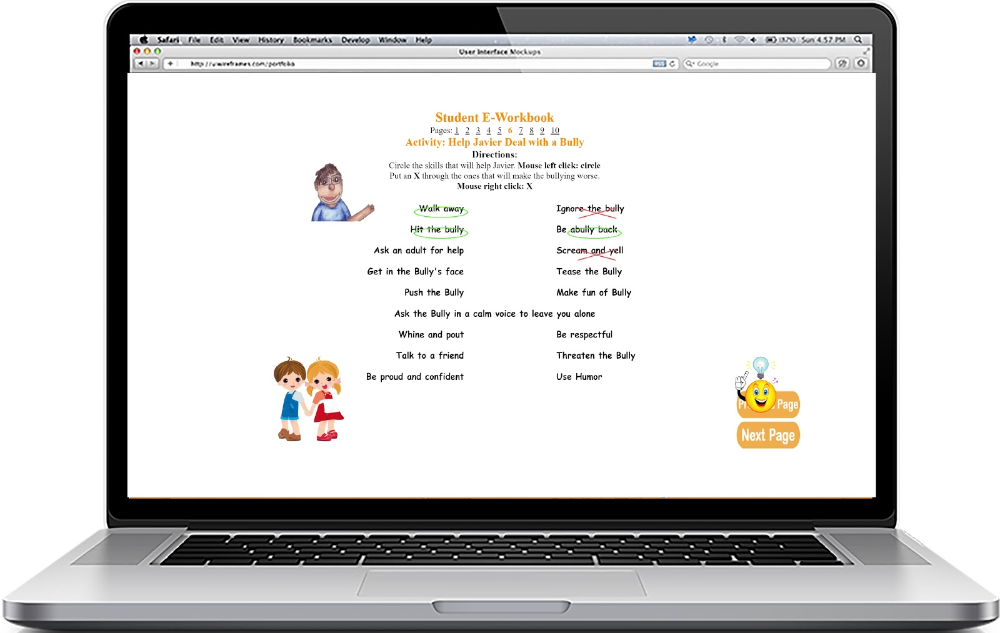 Safari File Edit View History Bookmarks Develop Window Help Sun 4:57 PM
User Interface Mockups
http://uiwireframes.com/portfolio RSS Google
Student E-Workbook
Pages: 1 2 3 4 5 6 7 8 9 10
Activity: Help Javier Deal with a Bully
Directions:
Circle the skills that will help Javier. Mouse left click: circle
Put an X through the ones that will make the bullying worse.
Mouse right click: X
Walk away Ignore the bully
Hit the bully Be abully back
Ask an adult for help Scream and yell
Get in the Bully's face Tease the Bully
Push the Bully Make fun of Bully
Ask the Bully in a calm voice to leave you alone
Whine and pout Be respectful
Talk to a friend Threaten the Bully
Be proud and confident Use Humor
Page
Next Page